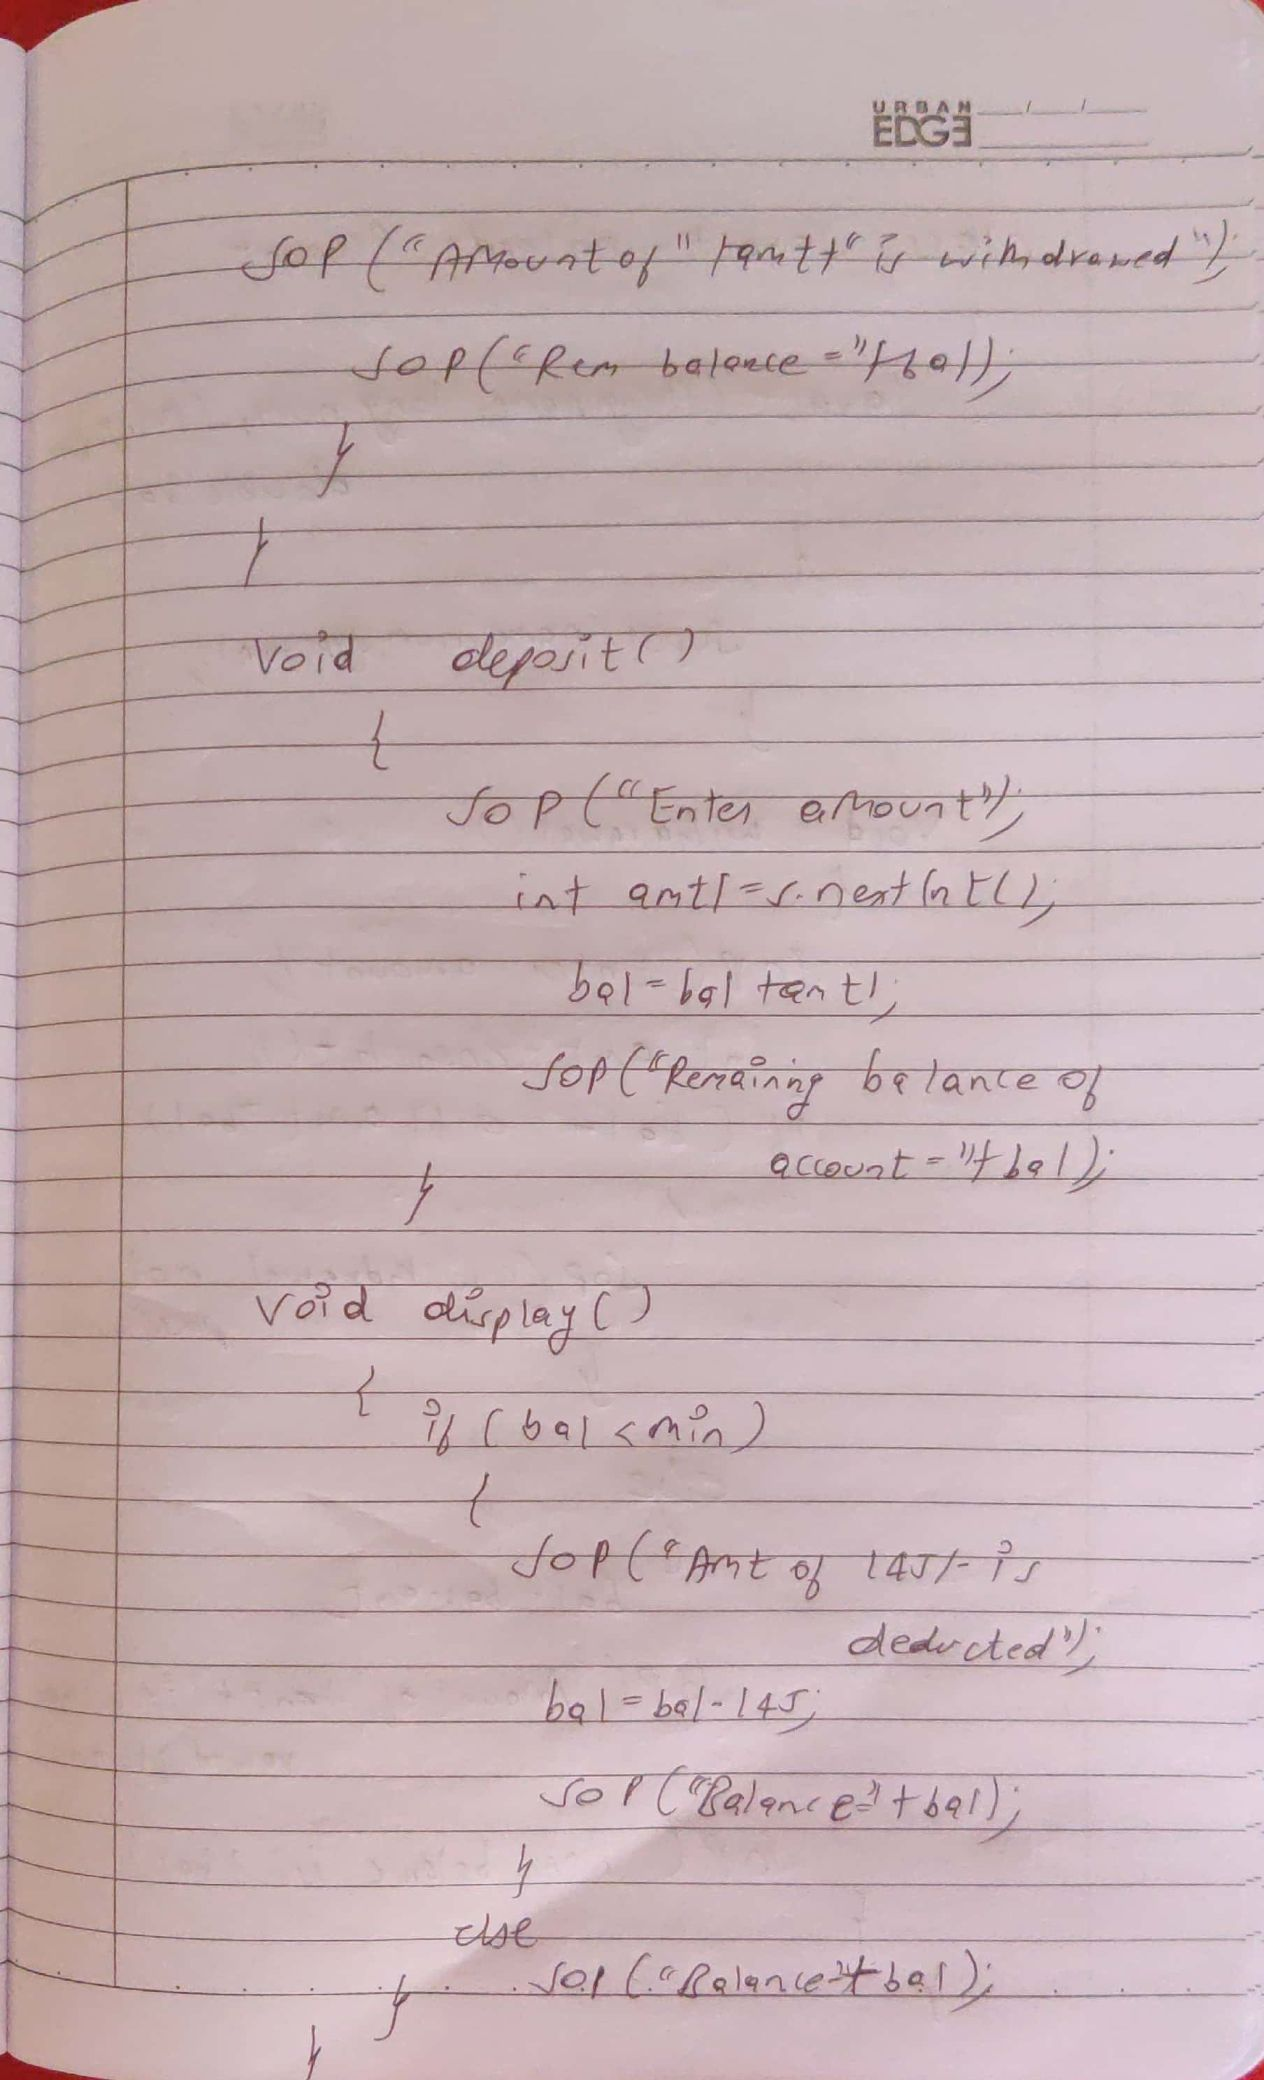 URBAN
EDGE
SOP ("Amount of" +amt+" is withdrawed");
SOP("Rem balance ="+bal);
}
}
Void deposit()
{
SOP ("Enter amount");
int amt1=s.nextInt();
bal=bal+amt1;
SOP("Remaining balance of
account="+bal);
}
Void display()
{
if (bal<min)
{
SOP("Amt of 145/- is
deducted");
bal=bal-145;
SOP ("Balance="+bal);
}
else
SOP("Balance="+bal);
}
}